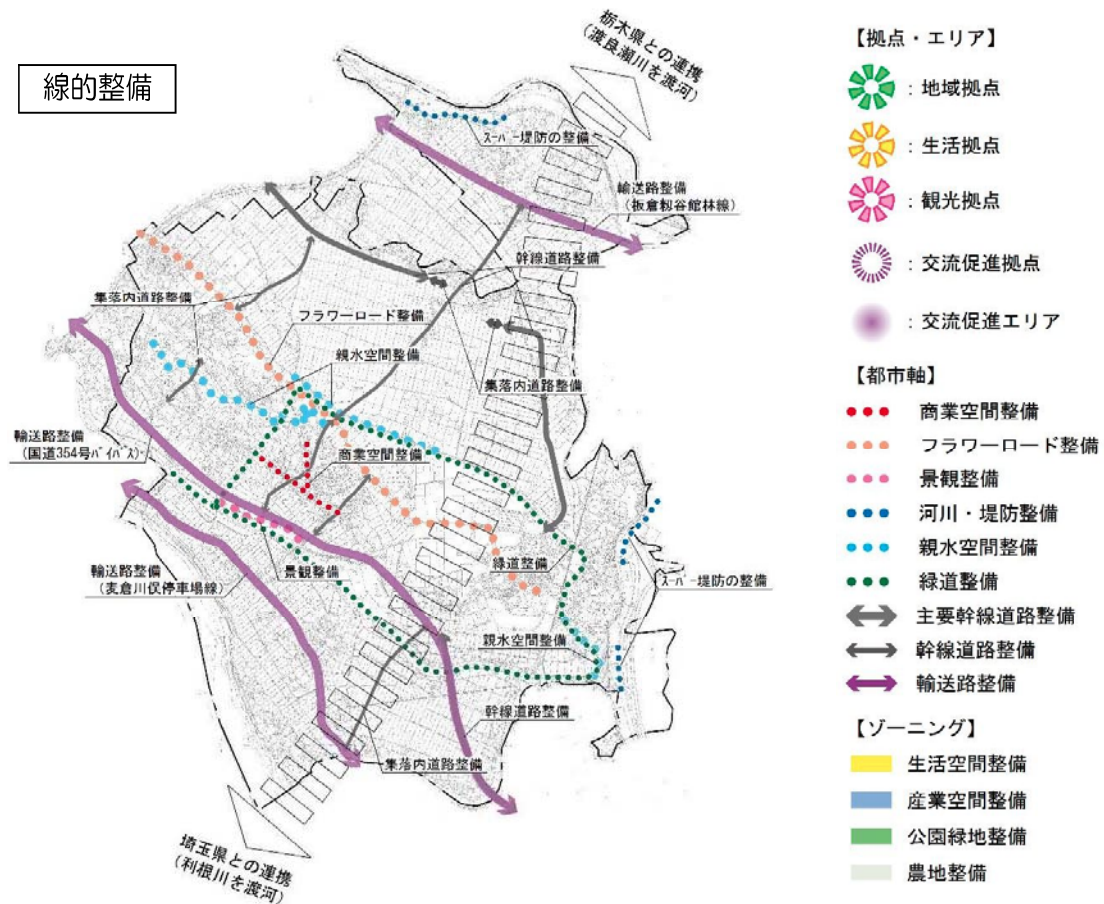 線的整備
栃木県との連携
(渡良瀬川を渡河)
スーパー堤防の整備
輸送路整備
(板倉籾谷館林線)
幹線道路整備
集落内道路整備
フラワーロード整備
親水空間整備
集落内道路整備
輸送路整備
(国道354号バイパス)
商業空間整備
輸送路整備
(麦倉川俣停車場線)
景観整備
緑道整備
スーパー堤防の整備
親水空間整備
幹線道路整備
集落内道路整備
埼玉県との連携
(利根川を渡河)
【拠点・エリア】
:地域拠点
:生活拠点
:観光拠点
:交流促進拠点
:交流促進エリア
【都市軸】
商業空間整備
フラワーロード整備
景観整備
河川・堤防整備
親水空間整備
緑道整備
主要幹線道路整備
幹線道路整備
輸送路整備
【ゾーニング】
生活空間整備
産業空間整備
公園緑地整備
農地整備